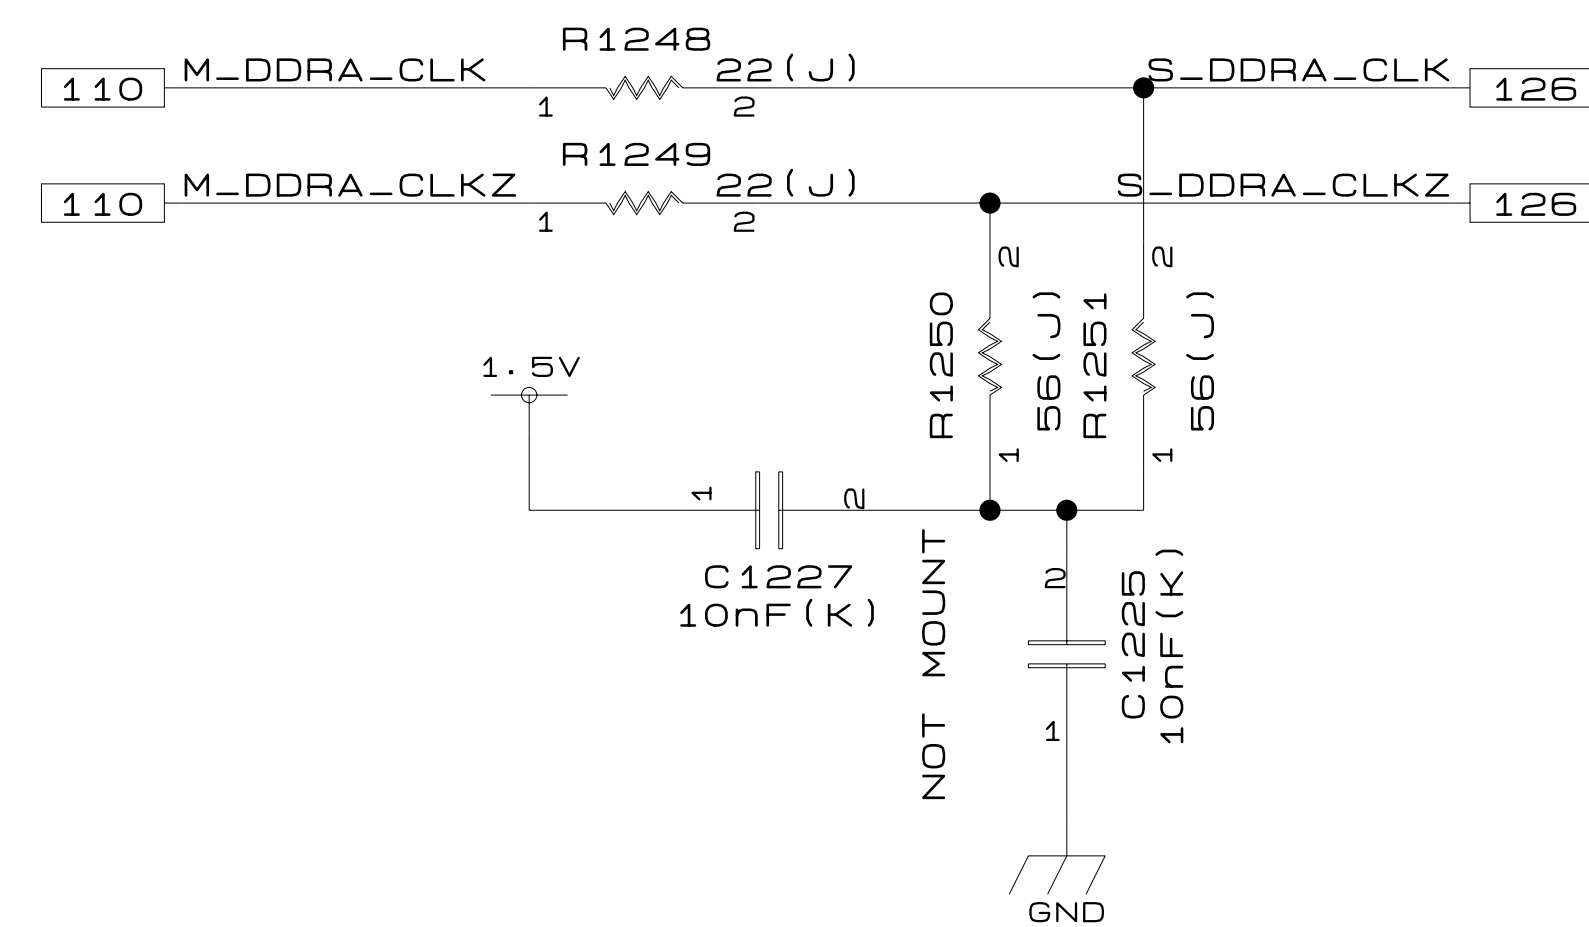 R1248
110 M_DDRA_CLK 22(J) S_DDRA_CLK 126
1 2
R1249
110 M_DDRA_CLKZ 22(J) S_DDRA_CLKZ 126
1 2
2 2
R1250 56(J) R1251 56(J)
1.5V
1 1
1 2
C1227
10nF(K)
NOT MOUNT
2
C1225
10nF(K)
1
GND